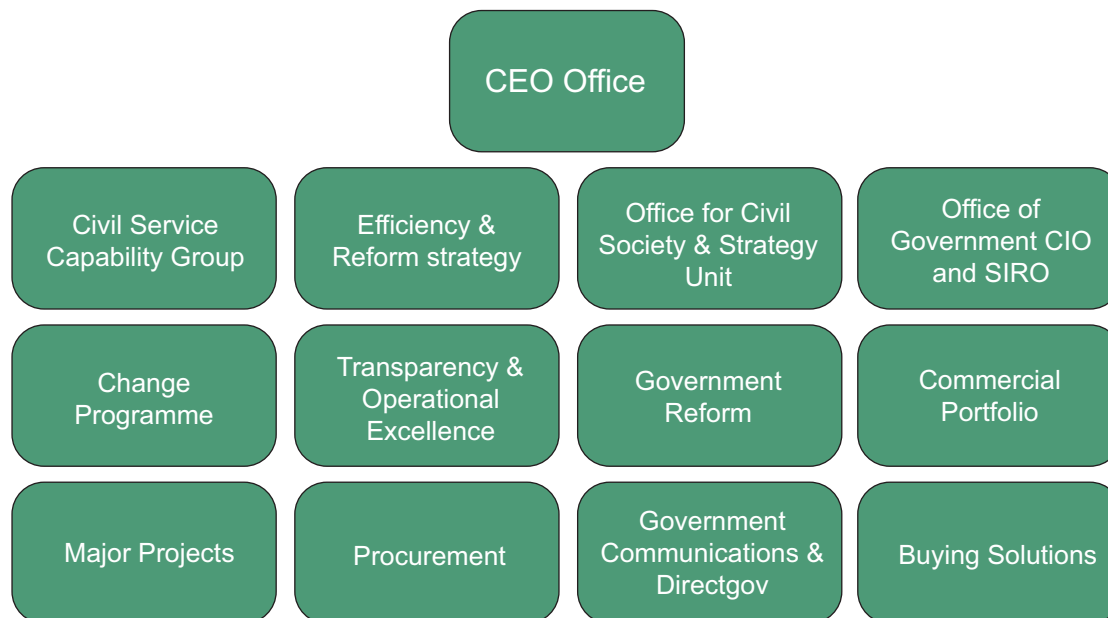 CEO Office
Civil Service
Capability Group
Efficiency &
Reform strategy
Office for Civil
Society & Strategy
Unit
Office of
Government CIO
and SIRO
Change
Programme
Transparency &
Operational
Excellence
Government
Reform
Commercial
Portfolio
Major Projects
Procurement
Government
Communications &
Directgov
Buying Solutions